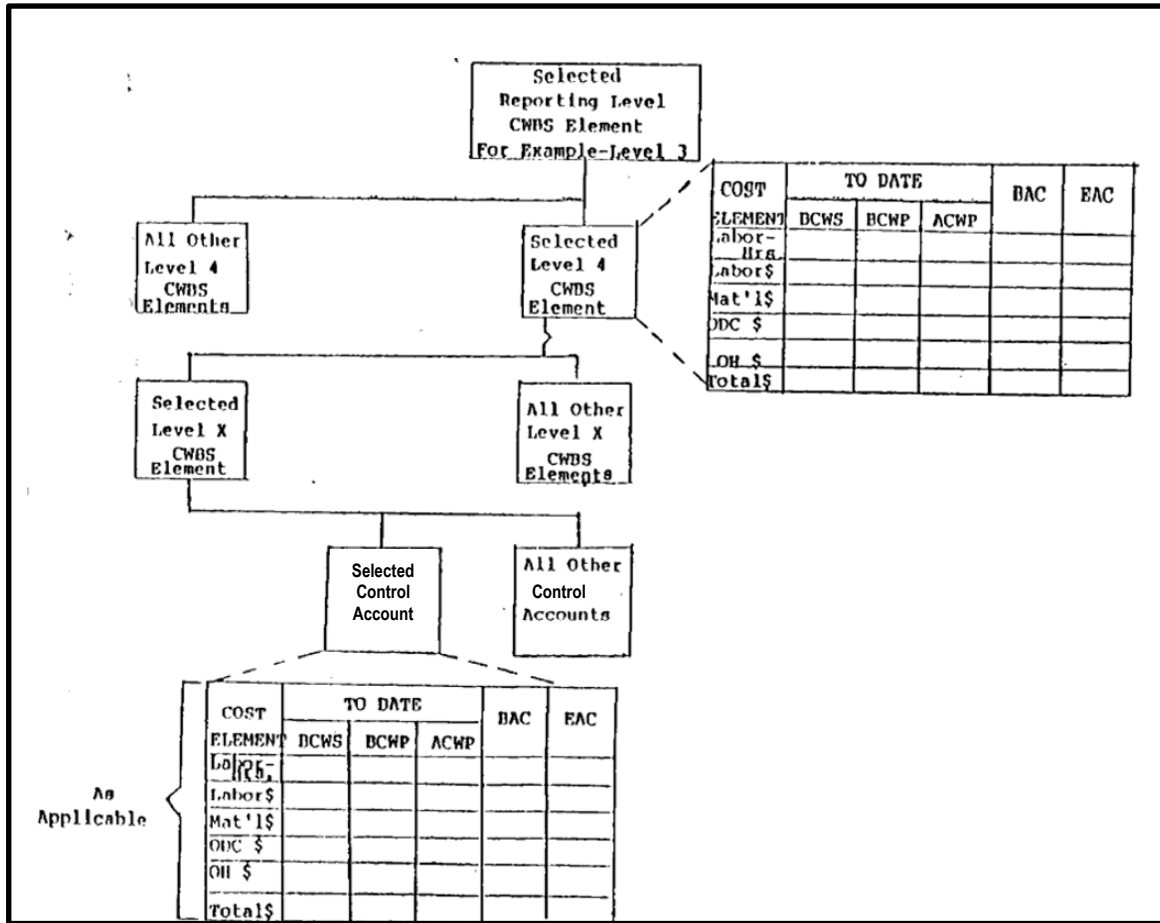 Selected
Reporting Level
CWBS Element
For Example-Level 3
COST
ELEMENT
TO DATE
BCWS BCWP ACWP
BAC
EAC
Labor-
Hrs
Labor$
Mat'l$
ODC $
OH $
Total$
All Other
Level 4
CWBS
Elements
Selected
Level 4
CWBS
Element
Selected
Level X
CWBS
Element
All Other
Level X
CWBS
Elements
Selected
Control
Account
All Other
Control
Accounts
As
Applicable
COST
ELEMENT
TO DATE
BCWS BCWP ACWP
BAC
EAC
Labor-
Hrs.
Labor$
Mat'l$
ODC $
OH $
Total$